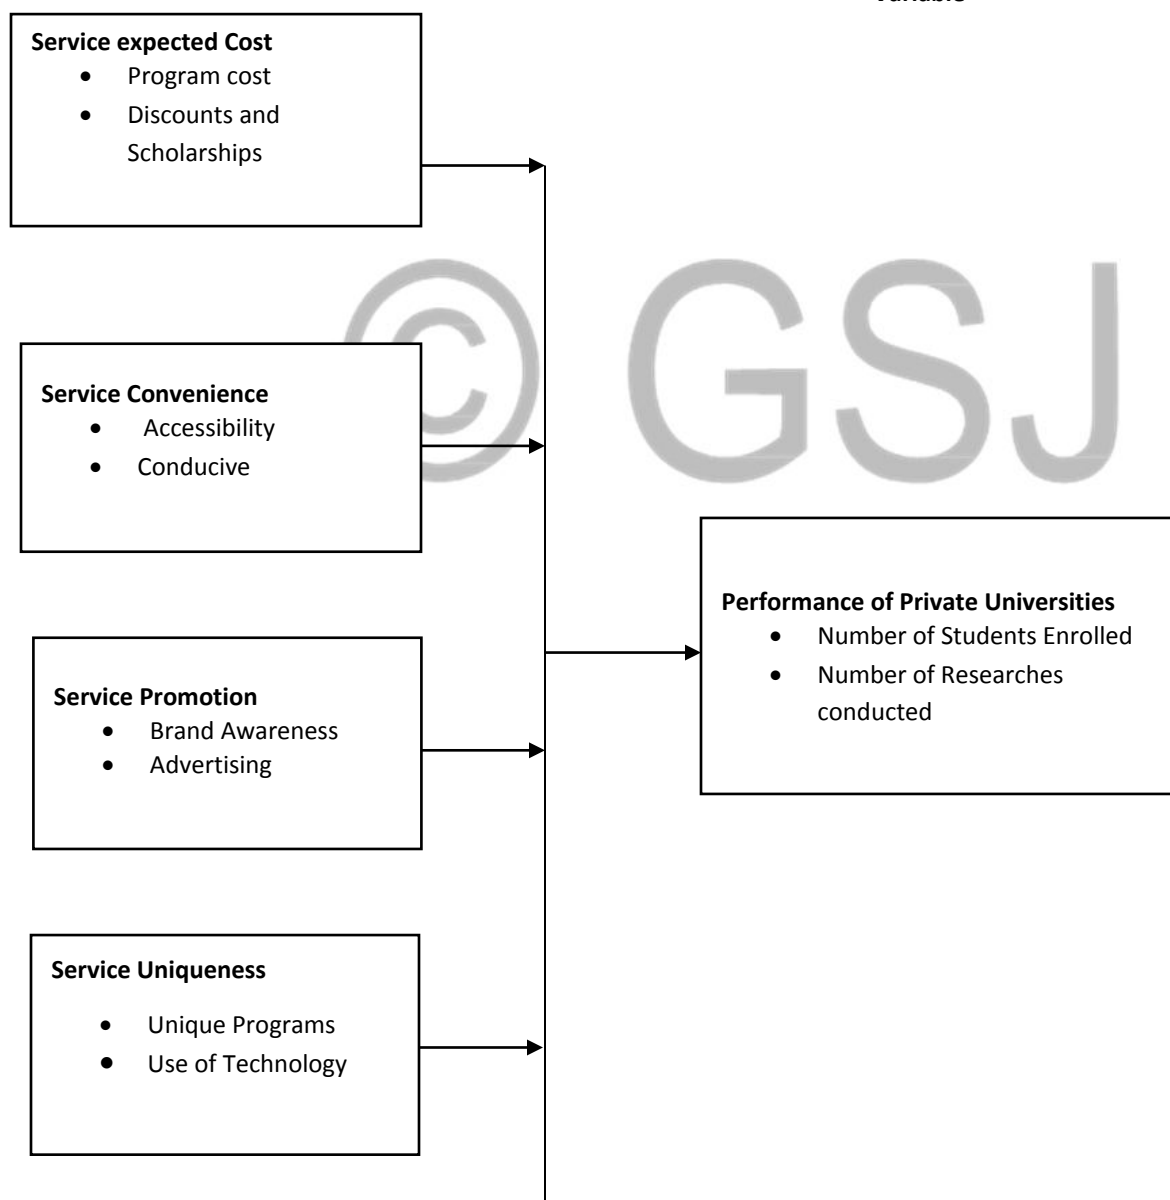 Variable
Service expected Cost
• Program cost
• Discounts and
Scholarships
© GSJ
Service Convenience
• Accessibility
• Conducive
Performance of Private Universities
• Number of Students Enrolled
• Number of Researches
conducted
Service Promotion
• Brand Awareness
• Advertising
Service Uniqueness
• Unique Programs
• Use of Technology